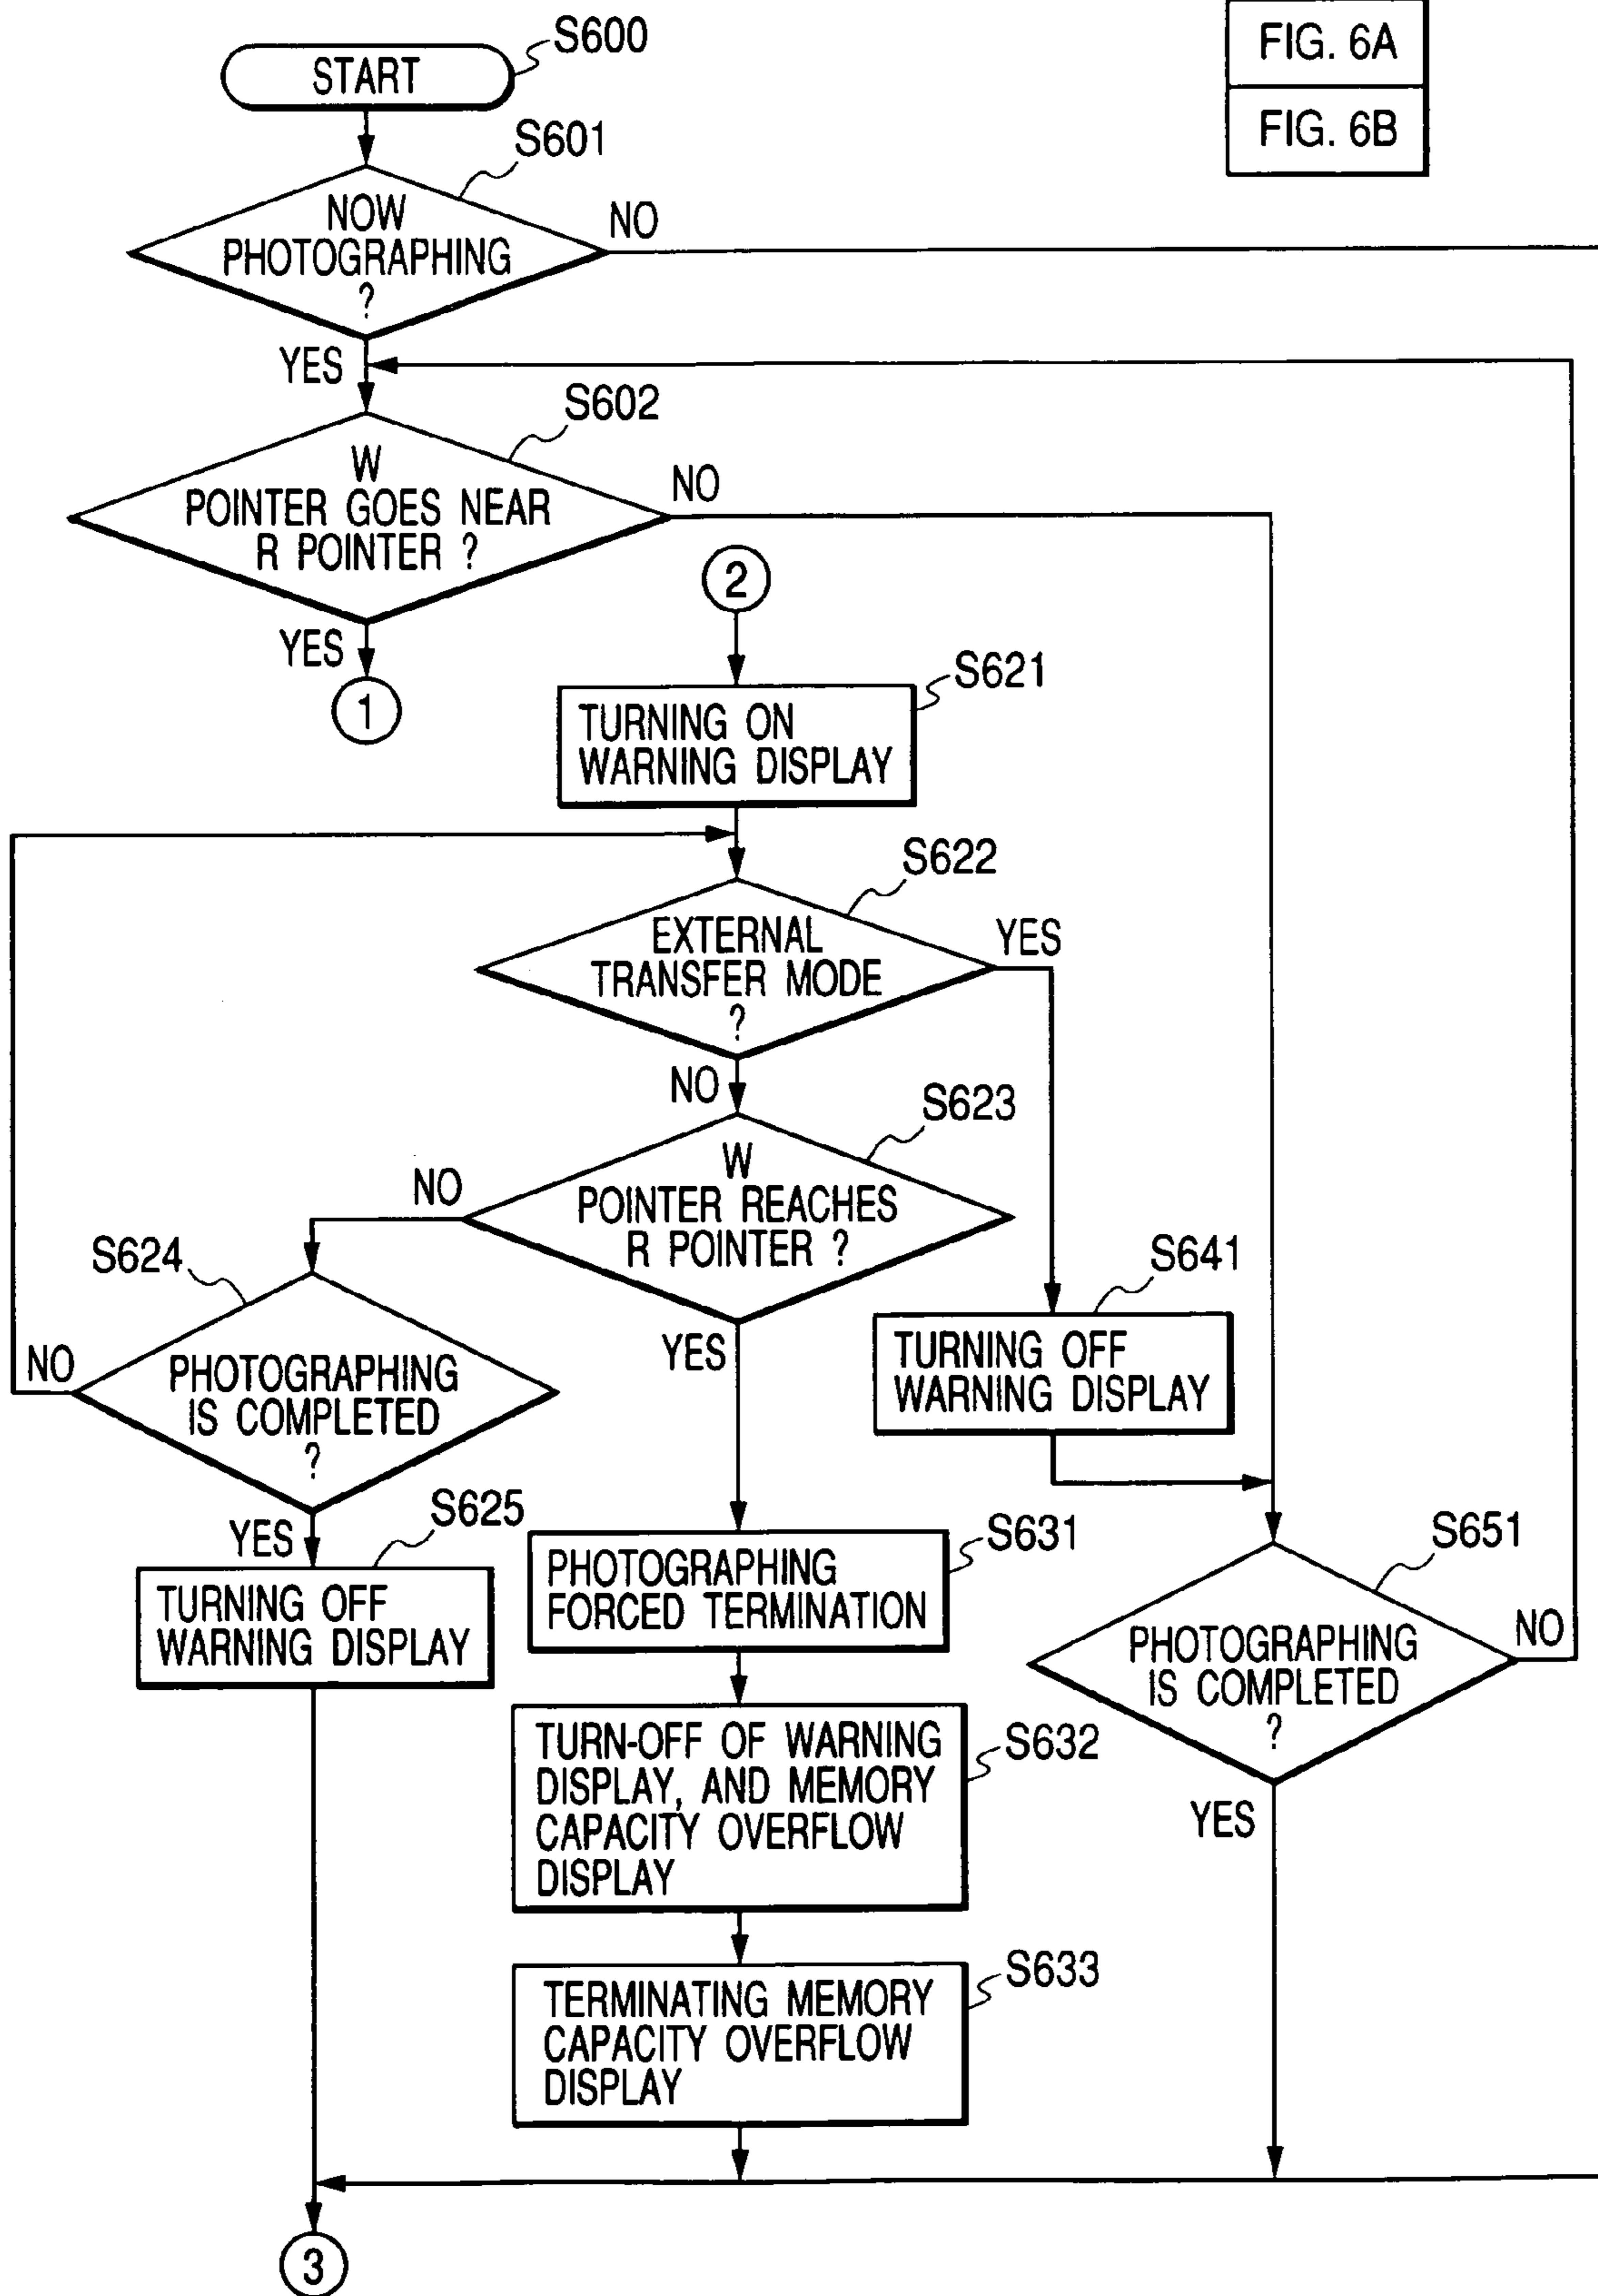 FIG. 6A
FIG. 6B
START
S600
S601
NOW
PHOTOGRAPHING
?
NO
YES
S602
W
POINTER GOES NEAR
R POINTER ?
NO
YES
1
2
S621
TURNING ON
WARNING DISPLAY
S622
EXTERNAL
TRANSFER MODE
?
YES
NO
S623
W
POINTER REACHES
R POINTER ?
NO
YES
S624
PHOTOGRAPHING
IS COMPLETED
?
NO
YES
S641
TURNING OFF
WARNING DISPLAY
S625
TURNING OFF
WARNING DISPLAY
S631
PHOTOGRAPHING
FORCED TERMINATION
S651
PHOTOGRAPHING
IS COMPLETED
?
NO
YES
S632
TURN-OFF OF WARNING
DISPLAY, AND MEMORY
CAPACITY OVERFLOW
DISPLAY
S633
TERMINATING MEMORY
CAPACITY OVERFLOW
DISPLAY
3